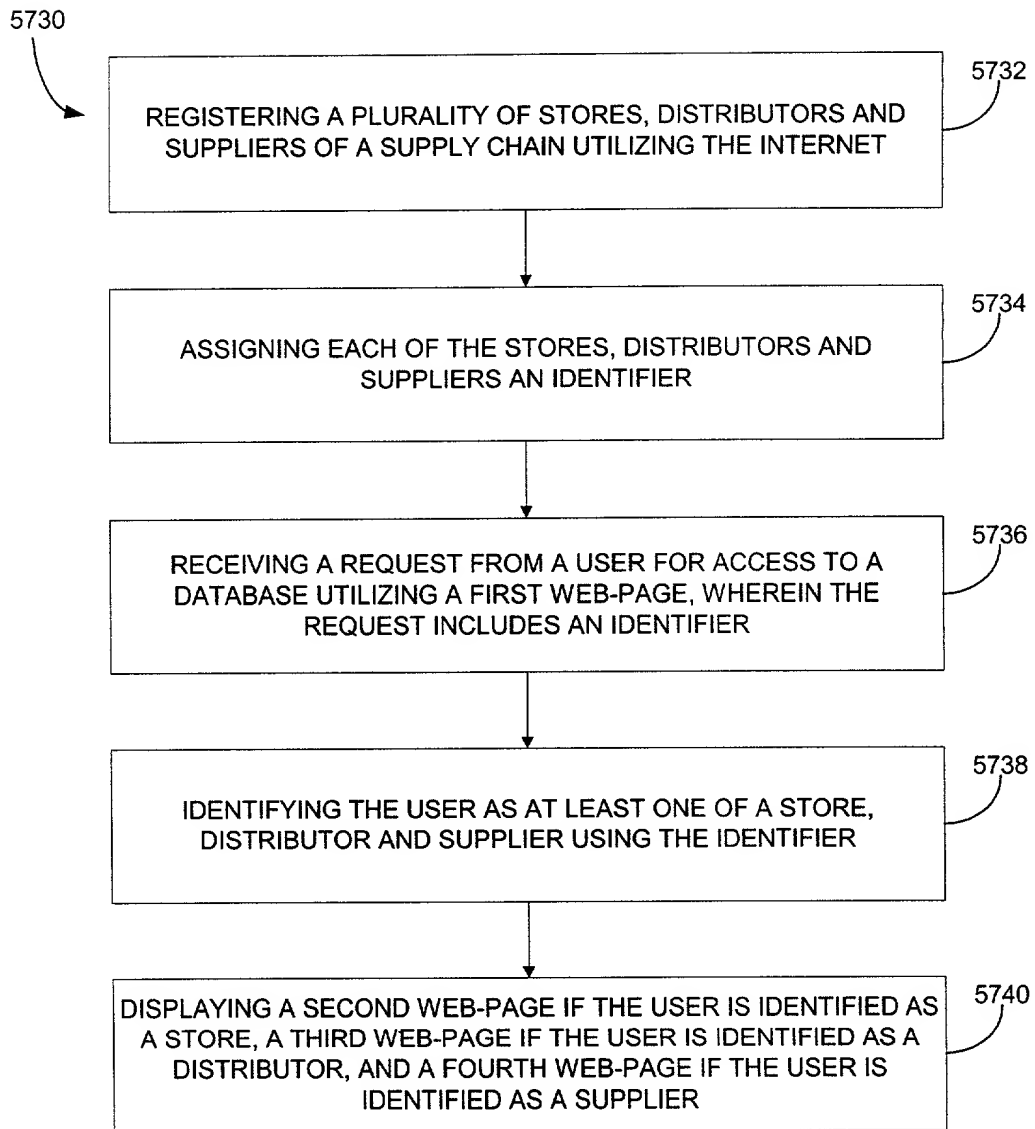 5730
5732
REGISTERING A PLURALITY OF STORES, DISTRIBUTORS AND
SUPPLIERS OF A SUPPLY CHAIN UTILIZING THE INTERNET
5734
ASSIGNING EACH OF THE STORES, DISTRIBUTORS AND
SUPPLIERS AN IDENTIFIER
5736
RECEIVING A REQUEST FROM A USER FOR ACCESS TO A
DATABASE UTILIZING A FIRST WEB-PAGE, WHEREIN THE
REQUEST INCLUDES AN IDENTIFIER
5738
IDENTIFYING THE USER AS AT LEAST ONE OF A STORE,
DISTRIBUTOR AND SUPPLIER USING THE IDENTIFIER
5740
DISPLAYING A SECOND WEB-PAGE IF THE USER IS IDENTIFIED AS
A STORE, A THIRD WEB-PAGE IF THE USER IS IDENTIFIED AS A
DISTRIBUTOR, AND A FOURTH WEB-PAGE IF THE USER IS
IDENTIFIED AS A SUPPLIER